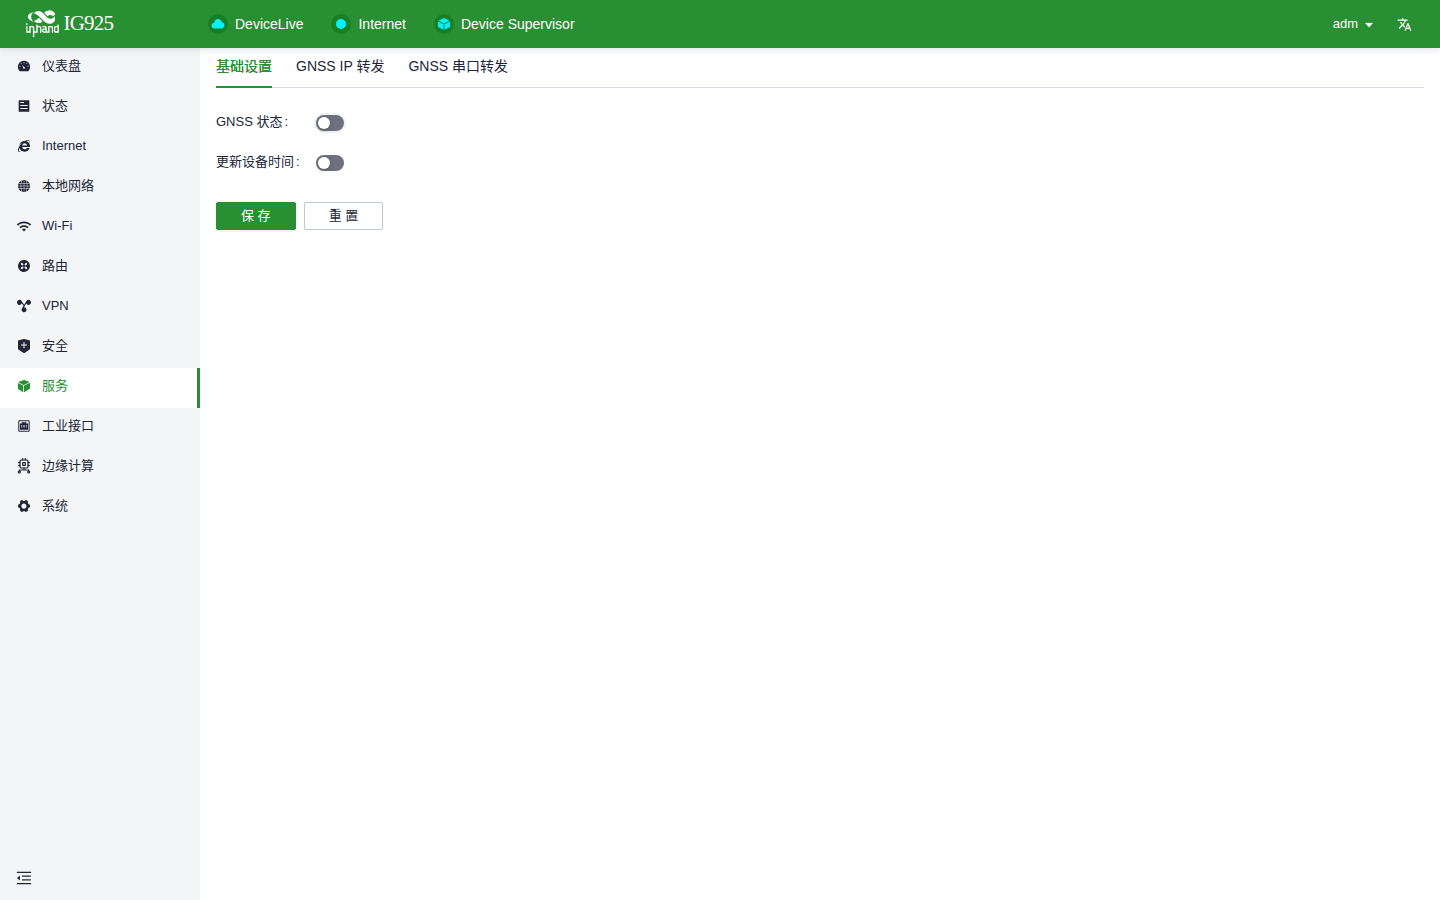 inhand IG925
DeviceLive
Internet
Device Supervisor
adm
仪表盘
状态
Internet
本地网络
Wi-Fi
路由
VPN
安全
服务
工业接口
边缘计算
系统
基础设置
GNSS IP 转发
GNSS 串口转发
GNSS 状态:
更新设备时间:
保 存
重 置